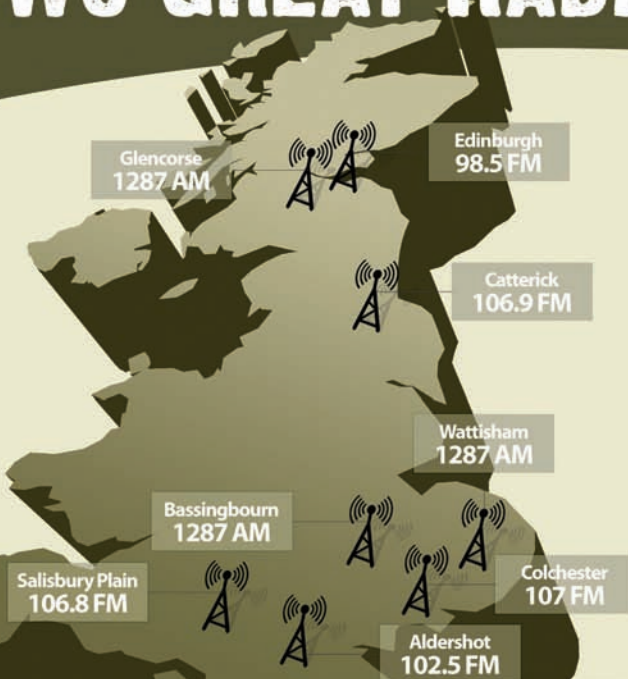 Glencorse
1287 AM
Edinburgh
98.5 FM
Catterick
106.9 FM
Wattisham
1287 AM
Bassingbourn
1287 AM
Salisbury Plain
106.8 FM
Colchester
107 FM
Aldershot
102.5 FM